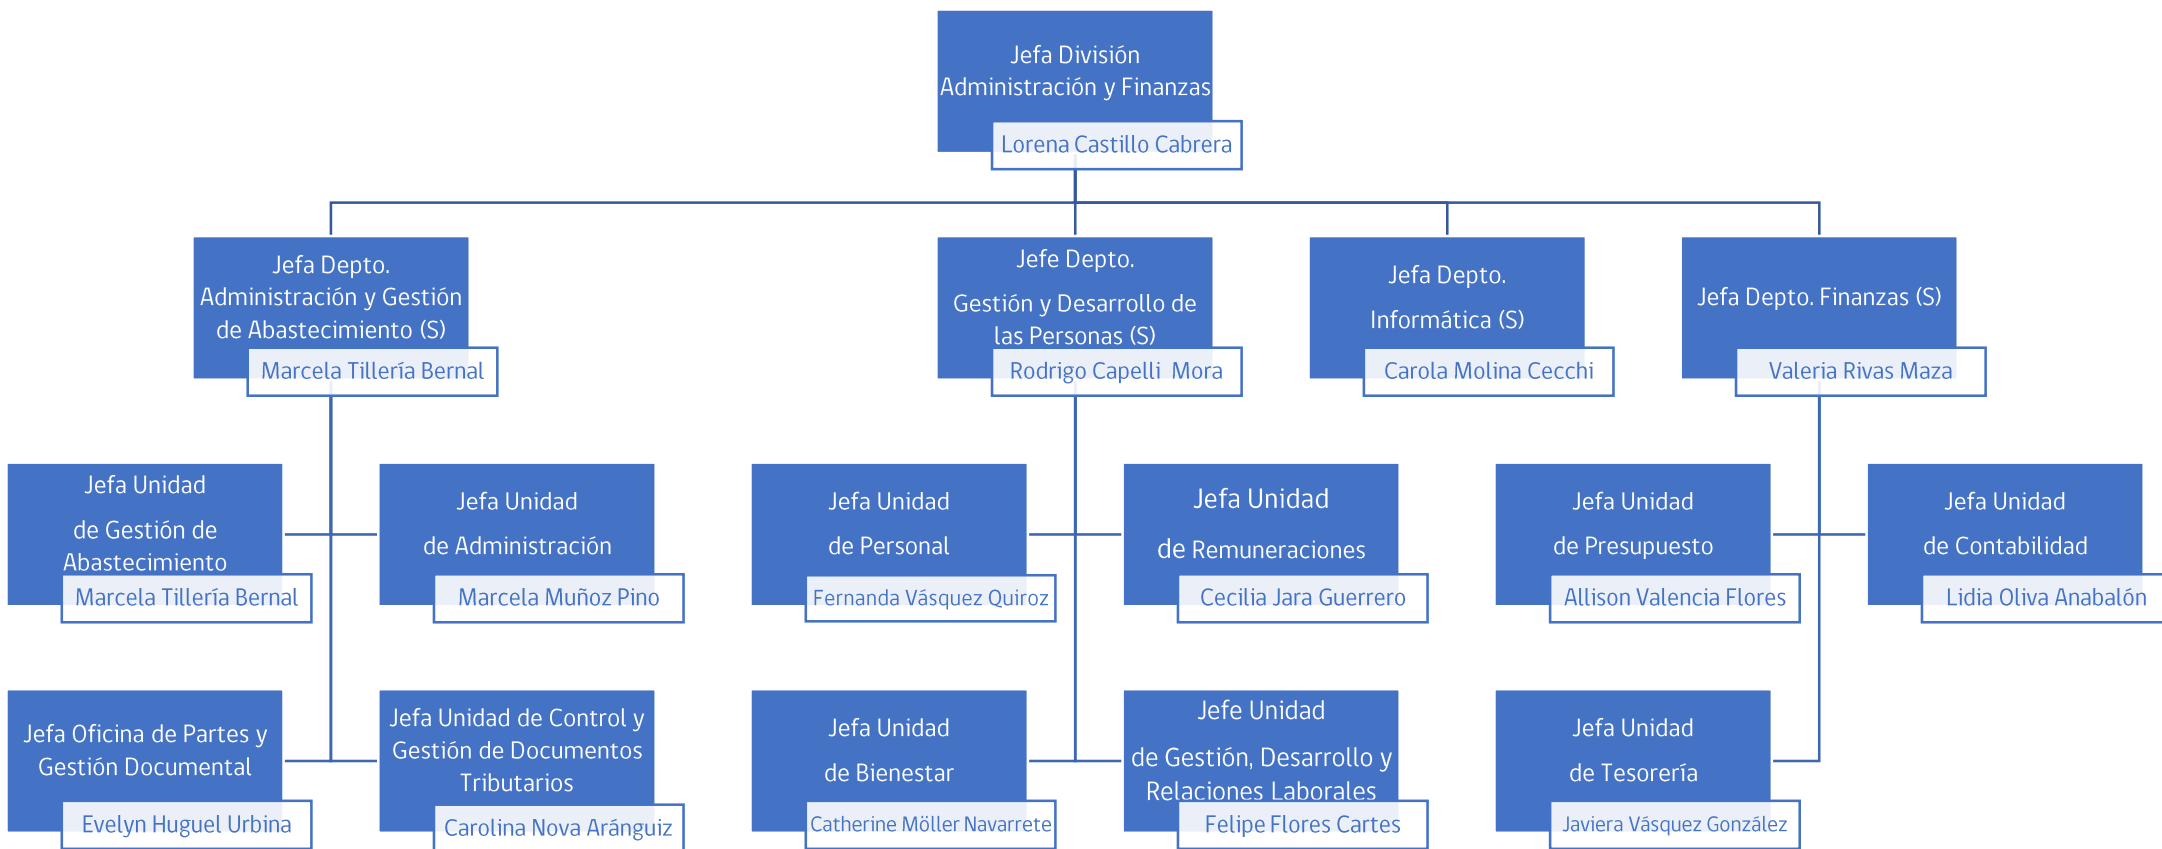 Jefa División
Administración y Finanzas
Lorena Castillo Cabrera
Jefa Depto.
Administración y Gestión
de Abastecimiento (S)
Marcela Tillería Bernal
Jefe Depto.
Gestión y Desarrollo de
las Personas (S)
Rodrigo Capelli Mora
Jefa Depto.
Informática (S)
Carola Molina Cecchi
Jefa Depto. Finanzas (S)
Valeria Rivas Maza
Jefa Unidad
de Gestión de
Abastecimiento
Marcela Tillería Bernal
Jefa Unidad
de Administración
Marcela Muñoz Pino
Jefa Unidad
de Personal
Fernanda Vásquez Quiroz
Jefa Unidad
de Remuneraciones
Cecilia Jara Guerrero
Jefa Unidad
de Presupuesto
Allison Valencia Flores
Jefa Unidad
de Contabilidad
Lidia Oliva Anabalón
Jefa Oficina de Partes y
Gestión Documental
Evelyn Huguel Urbina
Jefa Unidad de Control y
Gestión de Documentos
Tributarios
Carolina Nova Aránguiz
Jefa Unidad
de Bienestar
Catherine Möller Navarrete
Jefe Unidad
de Gestión, Desarrollo y
Relaciones Laborales
Felipe Flores Cartes
Jefa Unidad
de Tesorería
Javiera Vásquez González